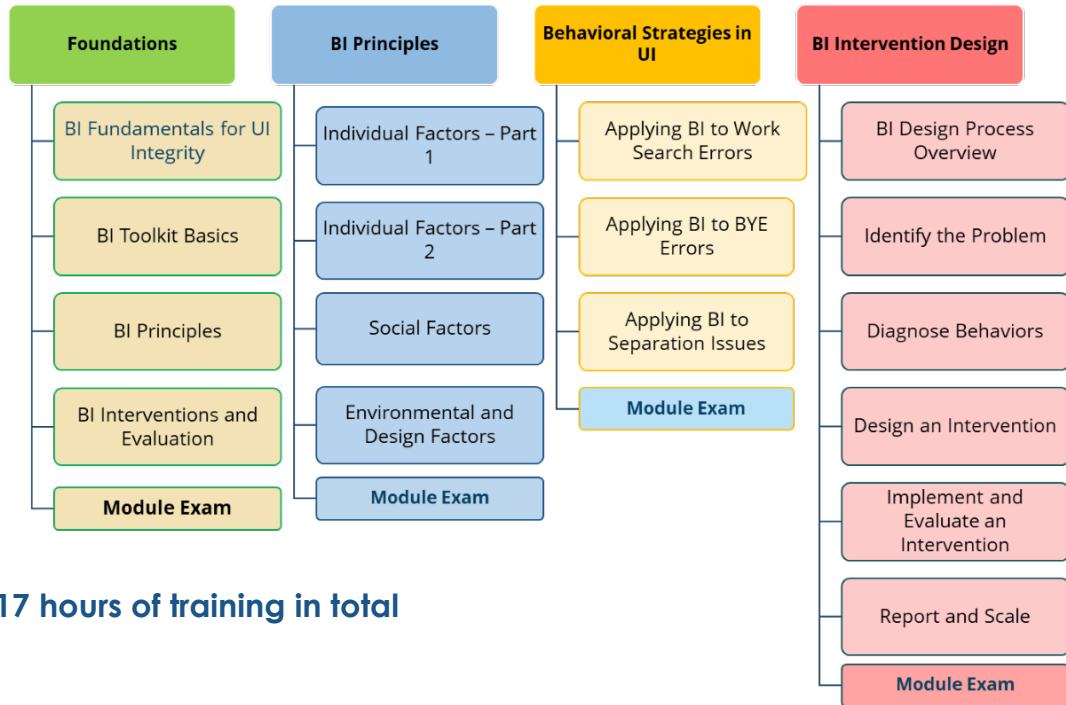 Foundations
BI Fundamentals for UI
Integrity
BI Toolkit Basics
BI Principles
BI Interventions and
Evaluation
Module Exam
BI Principles
Individual Factors – Part
1
Individual Factors – Part
2
Social Factors
Environmental and
Design Factors
Module Exam
Behavioral Strategies in
UI
Applying BI to Work
Search Errors
Applying BI to BYE
Errors
Applying BI to
Separation Issues
Module Exam
BI Intervention Design
BI Design Process
Overview
Identify the Problem
Diagnose Behaviors
Design an Intervention
Implement and
Evaluate an
Intervention
Report and Scale
Module Exam
17 hours of training in total